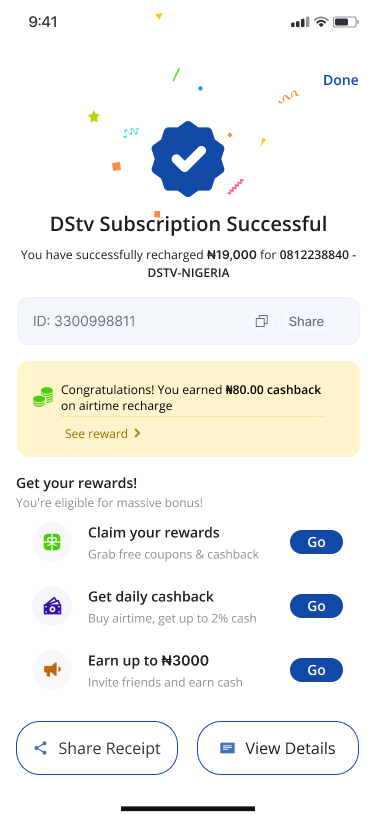 9:41
Done
DStv Subscription Successful
You have successfully recharged ₦19,000 for 0812238840 -
DSTV-NIGERIA
ID: 3300998811
Share
Congratulations! You earned ₦80.00 cashback
on airtime recharge
See reward
Get your rewards!
You're eligible for massive bonus!
Claim your rewards
Grab free coupons & cashback
Go
Get daily cashback
Buy airtime, get up to 2% cash
Go
Earn up to ₦3000
Invite friends and earn cash
Go
Share Receipt
View Details